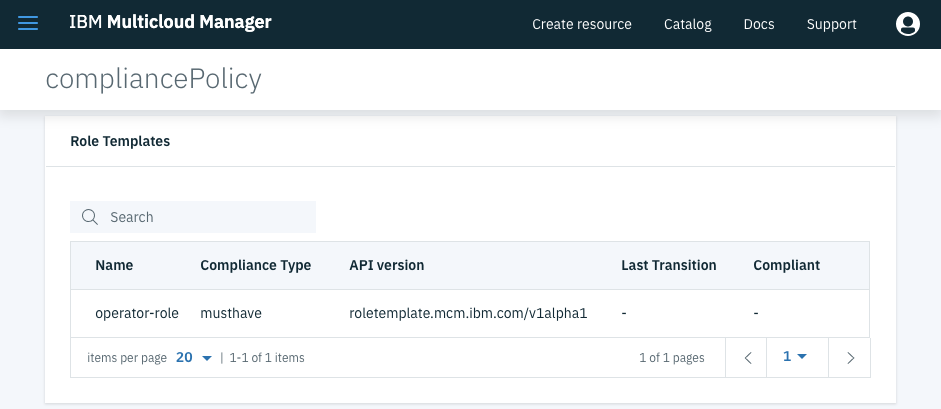 IBM Multicloud Manager Create resource Catalog Docs Support
compliancePolicy
Role Templates
Search
Name Compliance Type API version Last Transition Compliant
operator-role musthave roletemplate.mcm.ibm.com/v1alpha1 - -
items per page 20 | 1-1 of 1 items 1 of 1 pages 1